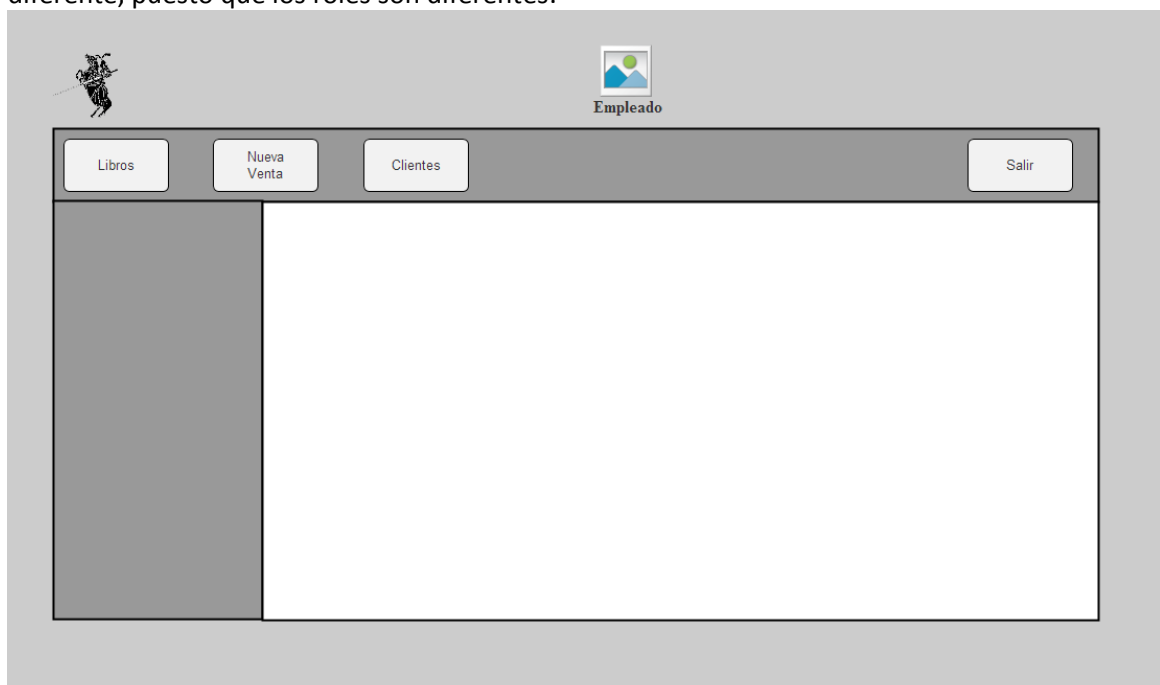 diferente, puesto que los roles son diferentes.
Empleado
Libros
Nueva
Venta
Clientes
Salir